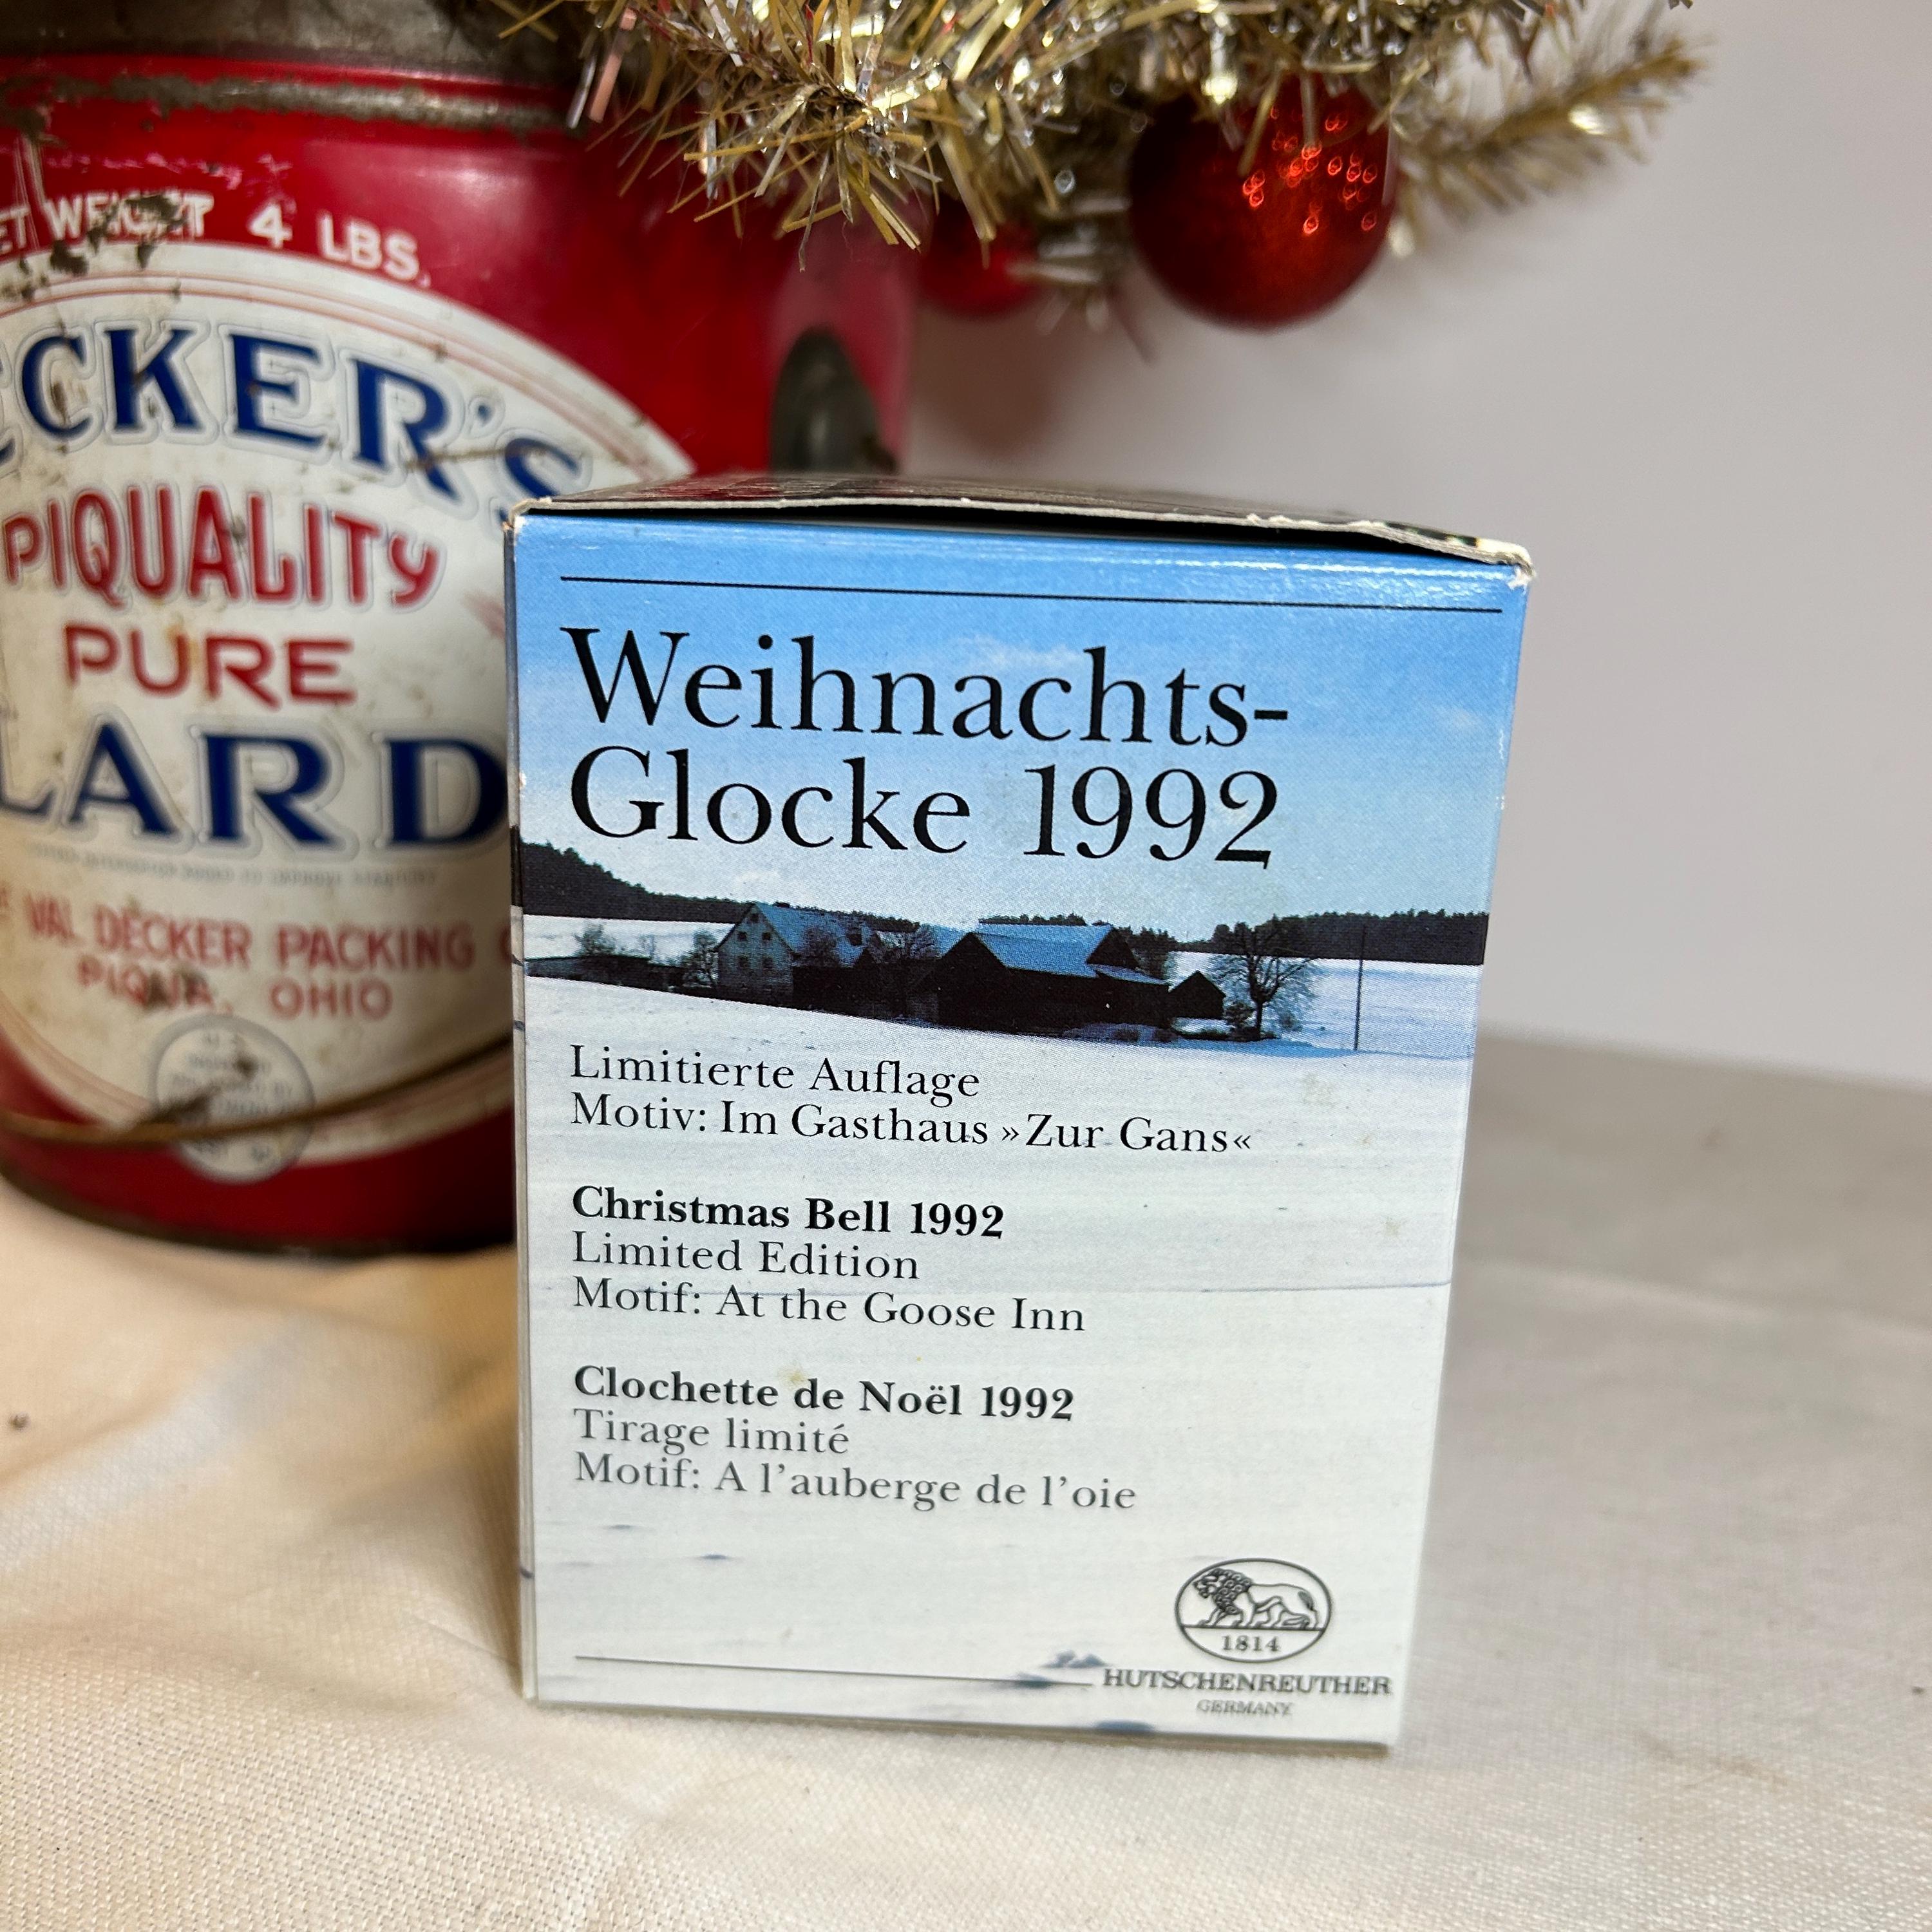 WEIGHT 4 LBS.
PIQUALITY
PURE
LARD
VAL DECKER PACKING
PIQUA, OHIO
Weihnachts-
Glocke 1992
Limitierte Auflage
Motiv: Im Gasthaus »Zur Gans«
Christmas Bell 1992
Limited Edition
Motif: At the Goose Inn
Clochette de Noël 1992
Tirage limité
Motif: A l’auberge de l’oie
1814
HUTSCHENREUTHER
GERMANY